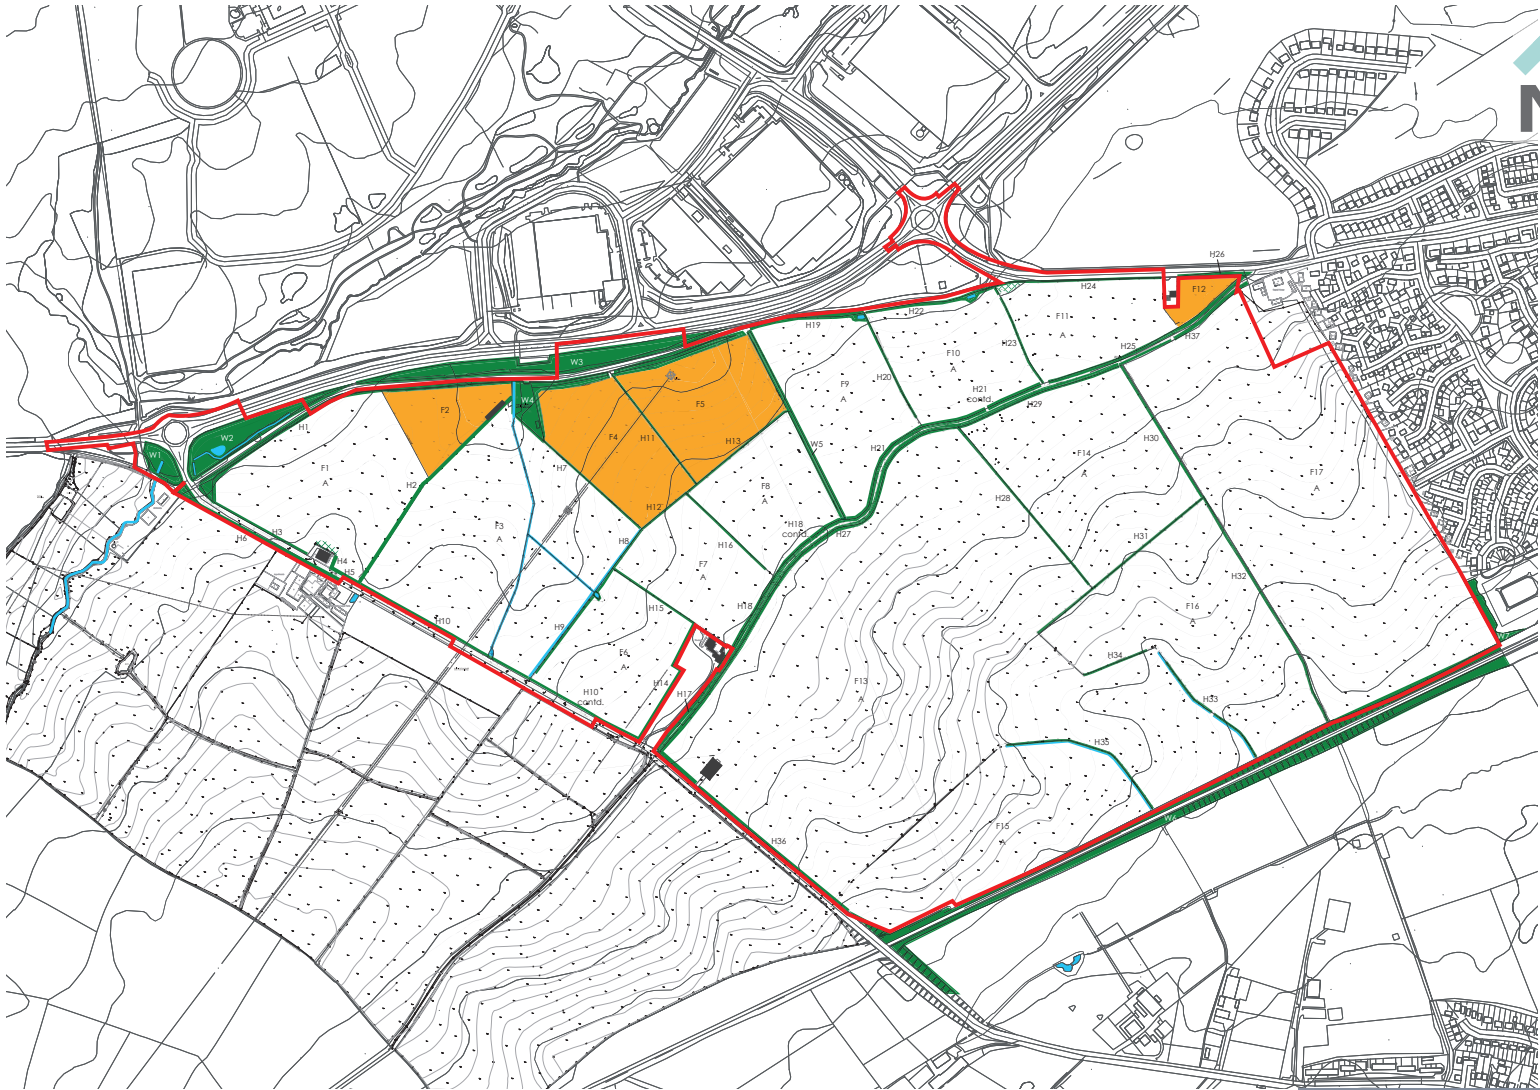 N
H26
F12
H24
H22
F11
A
H19
H37
H23
H25
W3
F10
A
H20
F9
A
H21
contd.
H29
F2
W4
F5
H1
W2
F4
H11
H13
W5
H21
H30
W1
F14
A
F1
A
H7
F17
A
H2
F8
A
H28
H12
F3
A
H18
contd.
H27
H3
H6
H8
H31
H16
H4
H5
F7
A
H32
H15
H18
F16
A
H10
H9
W7
F6
A
H34
H14
F13
A
H17
H10
contd.
H33
H35
W6
F15
A
H36